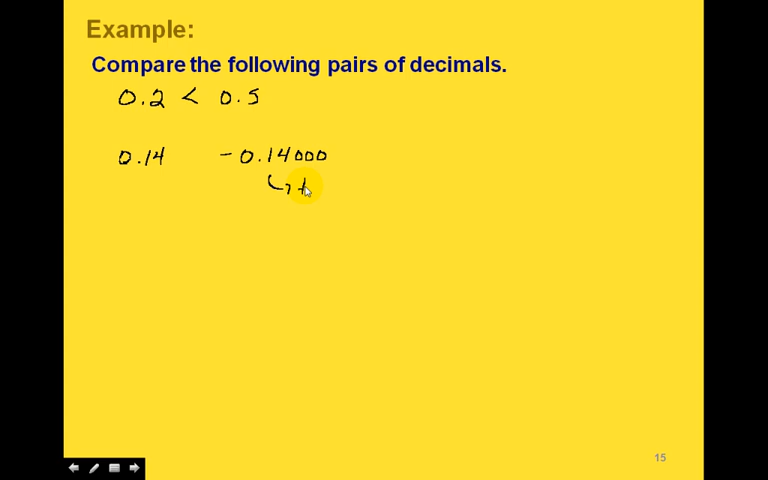 Example:
Compare the following pairs of decimals.
0.2 < 0.5
0.14 -0.14000
15